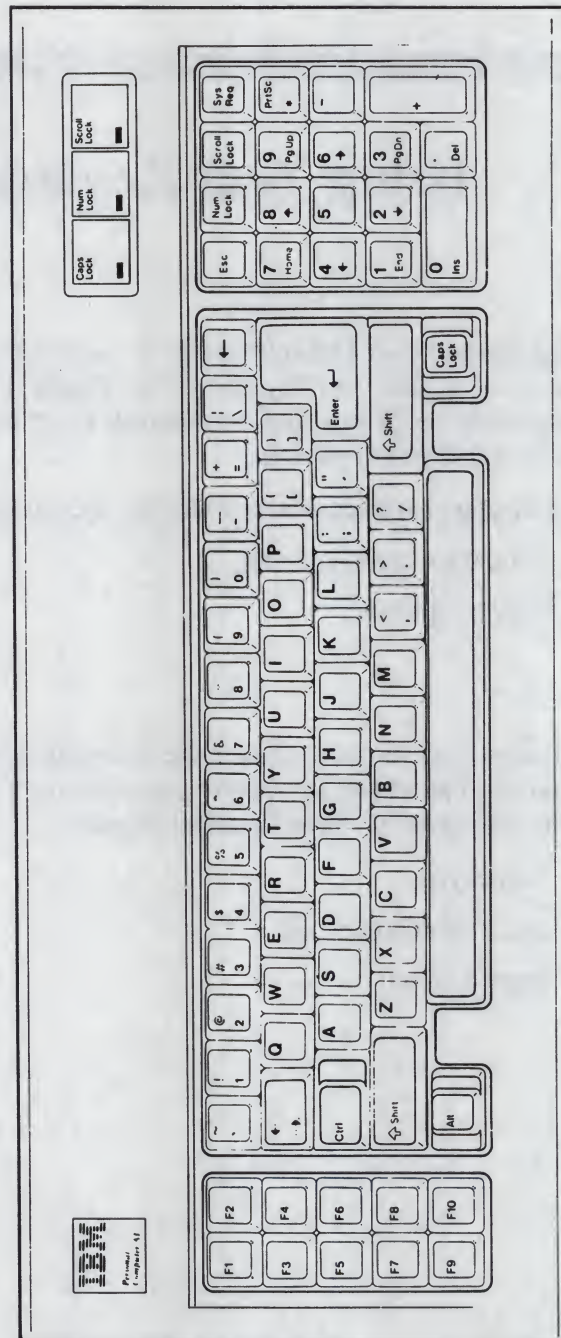 IBM
Personal
Computer AT
Caps Lock
Num Lock
Scroll Lock
F1 F2
F3 F4
F5 F6
F7 F8
F9 F10
~ `
! 1
@ 2
# 3
$ 4
% 5
^ 6
& 7
8
( 9
) 0
— -
+ =
¦ \
←
Q W E R T Y U I O P
{ [
} ]
Ctrl
A S D F G H J K L
: ;
" '
Enter ↵
⇧ Shift
Z X C V B N M
< ,
> .
? /
⇧ Shift
Alt
Caps Lock
Esc
Num Lock
Scroll Lock
Sys Req
7 Home
8 ↑
9 PgUp
PrtSc *
4 ←
5
6 →
-
1 End
2 ↓
3 PgDn
+
0 Ins
. Del